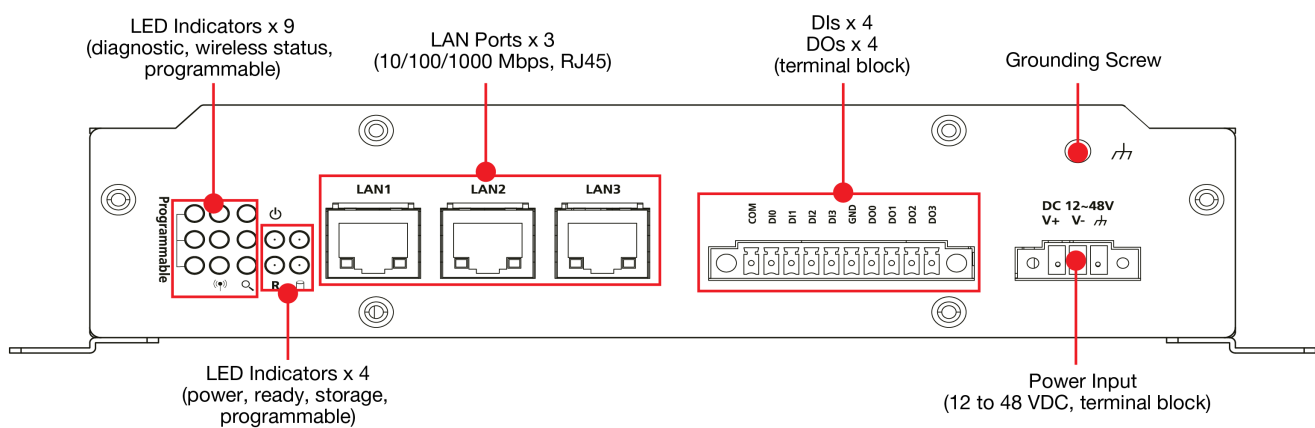 LED Indicators x 9
(diagnostic, wireless status,
programmable)
LAN Ports x 3
(10/100/1000 Mbps, RJ45)
DIs x 4
DOs x 4
(terminal block)
Grounding Screw
Programmable
LAN1
LAN2
LAN3
COM
DI0
DI1
DI2
DI3
GND
DO0
DO1
DO2
DO3
DC 12~48V
V+ V-
R
LED Indicators x 4
(power, ready, storage,
programmable)
Power Input
(12 to 48 VDC, terminal block)